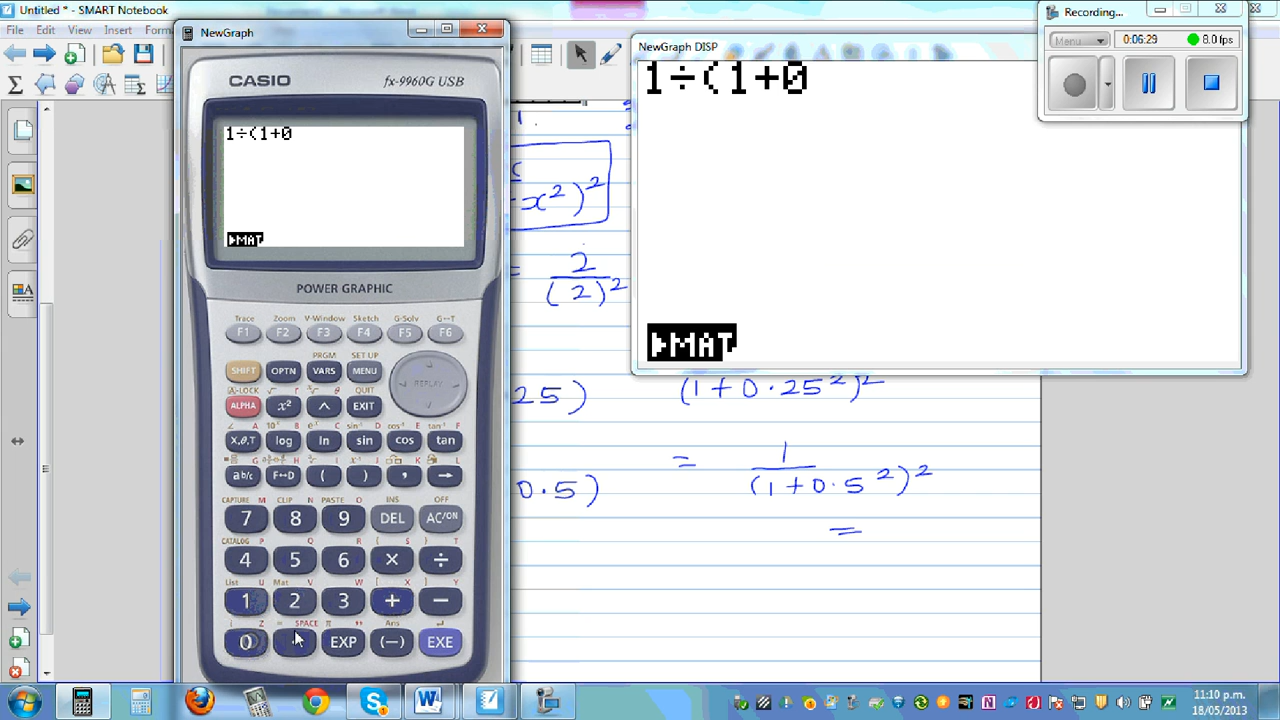 Untitled * - SMART Notebook
File Edit View Insert
NewGraph
CASIO fx-9960G USB
1÷(1+0
▶MAT
POWER GRAPHIC
Trace Zoom V-Window Sketch G-Solv G↔T
F1 F2 F3 F4 F5 F6
PRGM SET UP
SHIFT OPTN VARS MENU
REPLAY
A-LOCK QUIT
ALPHA x² ^ EXIT
X,θ,T log ln sin cos tan
a b/c F↔D ( ) , →
CAPTURE M CLIP N PASTE O INS OFF
7 8 9 DEL AC/ON
CATALOG P Q R { S } T
4 5 6 × ÷
List U Mat V W [ X ] Y
1 2 3 + −
Z SPACE π Ans
0 . EXP (−) EXE
NewGraph DISP
1÷(1+0
▶MAT
Recording...
Menu 0:06:29 8.0 fps
x²)²
= 2/(2)²
25) (1+0.25²)²
0.5) = 1/(1+0.5²)²
=
11:10 p.m.
18/05/2013